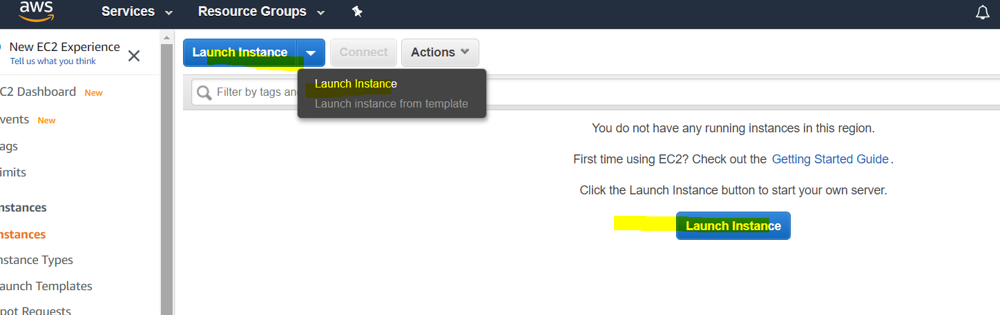 aws Services Resource Groups
New EC2 Experience
Tell us what you think
C2 Dashboard New
vents New
ags
imits
nstances
nstances
nstance Types
aunch Templates
pot Requests
Launch Instance Connect Actions
Launch Instance
Launch instance from template
Filter by tags an
You do not have any running instances in this region.
First time using EC2? Check out the Getting Started Guide.
Click the Launch Instance button to start your own server.
Launch Instance